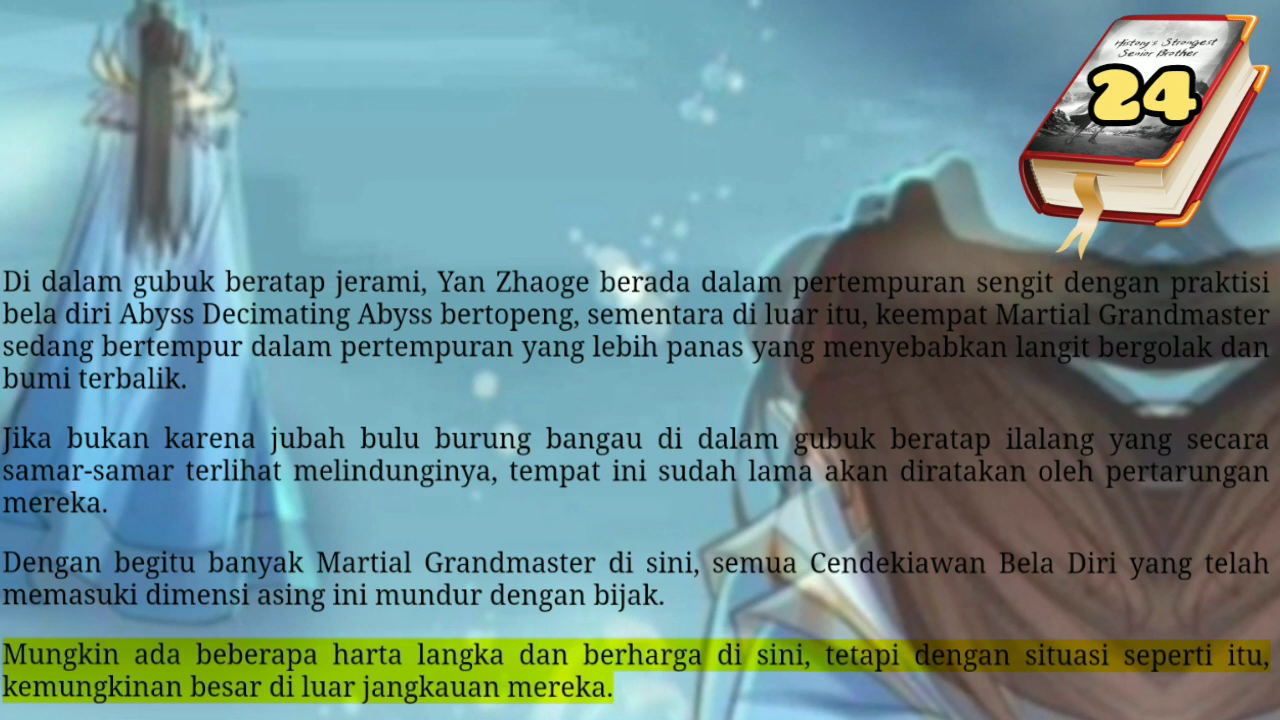 History's Strongest
Senior Brother
24
Di dalam gubuk beratap jerami, Yan Zhaoge berada dalam pertempuran sengit dengan praktisi
bela diri Abyss Decimating Abyss bertopeng, sementara di luar itu, keempat Martial Grandmaster
sedang bertempur dalam pertempuran yang lebih panas yang menyebabkan langit bergolak dan
bumi terbalik.
Jika bukan karena jubah bulu burung bangau di dalam gubuk beratap ilalang yang secara
samar-samar terlihat melindunginya, tempat ini sudah lama akan diratakan oleh pertarungan
mereka.
Dengan begitu banyak Martial Grandmaster di sini, semua Cendekiawan Bela Diri yang telah
memasuki dimensi asing ini mundur dengan bijak.
Mungkin ada beberapa harta langka dan berharga di sini, tetapi dengan situasi seperti itu,
kemungkinan besar di luar jangkauan mereka.